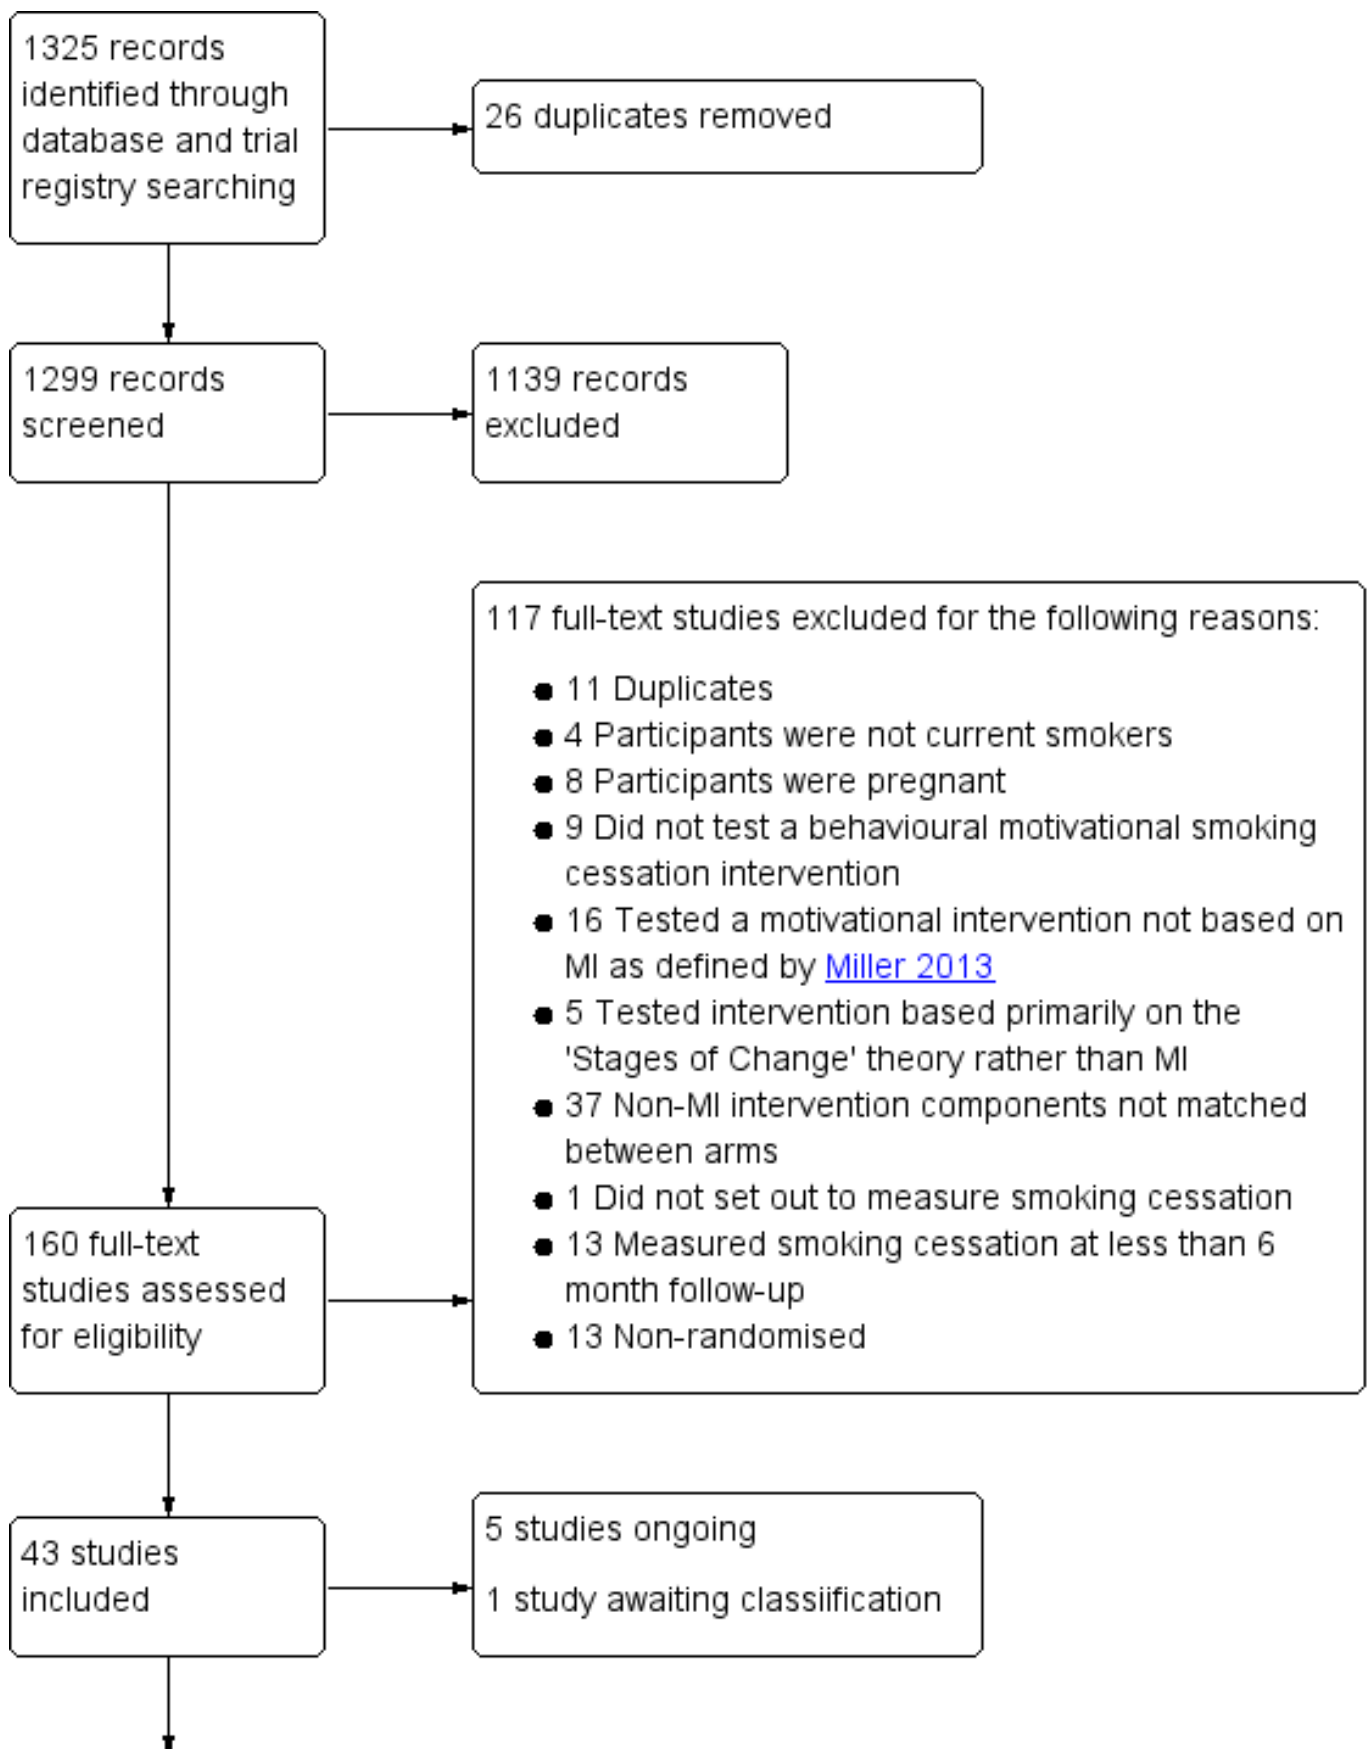 1325 records
identified through
database and trial
registry searching
26 duplicates removed
1299 records
screened
1139 records
excluded
117 full-text studies excluded for the following reasons:
● 11 Duplicates
● 4 Participants were not current smokers
● 8 Participants were pregnant
● 9 Did not test a behavioural motivational smoking
cessation intervention
● 16 Tested a motivational intervention not based on
MI as defined by Miller 2013
● 5 Tested intervention based primarily on the
'Stages of Change' theory rather than MI
● 37 Non-MI intervention components not matched
between arms
● 1 Did not set out to measure smoking cessation
● 13 Measured smoking cessation at less than 6
month follow-up
● 13 Non-randomised
160 full-text
studies assessed
for eligibility
43 studies
included
5 studies ongoing
1 study awaiting classiification